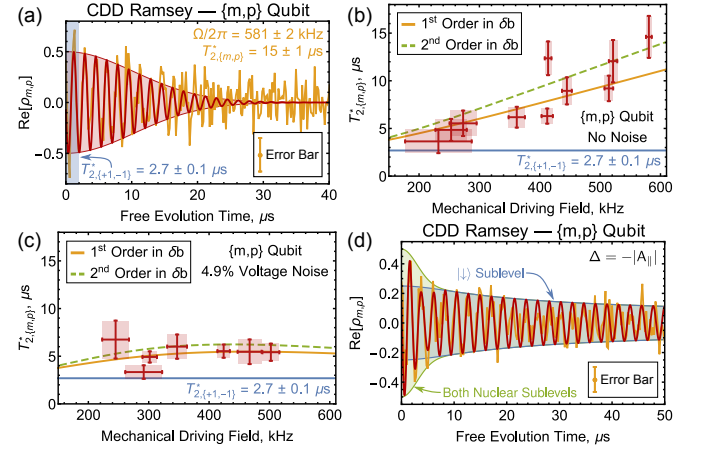 (a) CDD Ramsey — {m,p} Qubit
Ω/2π = 581 ± 2 kHz
T*2,{m,p} = 15 ± 1 μs
Re[ρm,p]
0.5
0.0
-0.5
Error Bar
T*2,{+1,-1} = 2.7 ± 0.1 μs
0 10 20 30 40
Free Evolution Time, μs
(b)
1st Order in δb
2nd Order in δb
T*2,{m,p}, μs
17
15
10
5
0
{m,p} Qubit
No Noise
T*2,{+1,-1} = 2.7 ± 0.1 μs
200 300 400 500 600
Mechanical Driving Field, kHz
(c)
1st Order in δb
2nd Order in δb
{m,p} Qubit
4.9% Voltage Noise
T*2,{m,p}, μs
17
15
10
5
0
T*2,{+1,-1} = 2.7 ± 0.1 μs
200 300 400 500 600
Mechanical Driving Field, kHz
(d) CDD Ramsey — {m,p} Qubit
Δ = −|A∥|
|↓⟩ Sublevel
Re[ρm,p]
0.4
0.2
0.0
-0.2
-0.4
Error Bar
Both Nuclear Sublevels
0 10 20 30 40 50
Free Evolution Time, μs